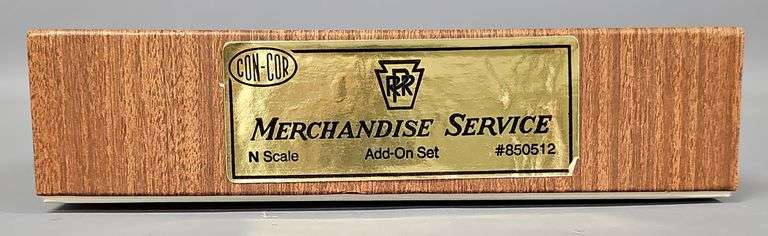 CON-COR
PRR
MERCHANDISE SERVICE
N Scale Add-On Set #850512